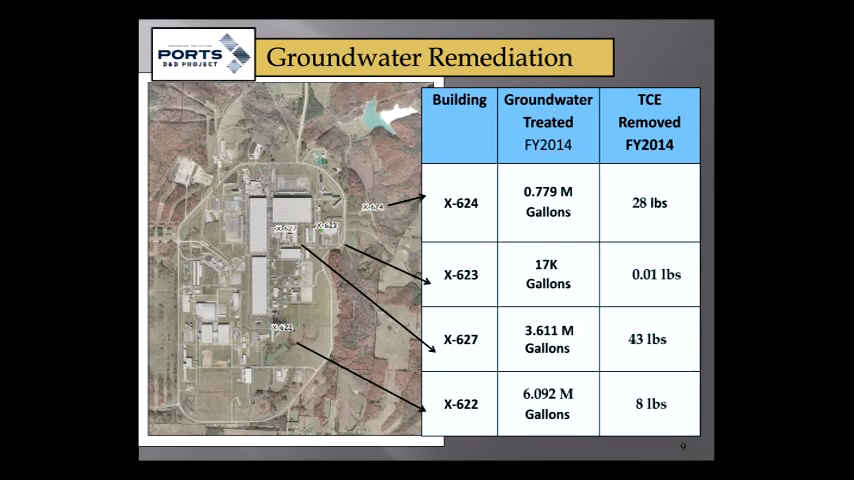 PORTS
D&D PROJECT
Groundwater Remediation
Building
Groundwater
Treated
FY2014
TCE
Removed
FY2014
X-624
0.779 M
Gallons
28 lbs
X-623
17K
Gallons
0.01 lbs
X-627
3.611 M
Gallons
43 lbs
X-622
6.092 M
Gallons
8 lbs
X-624
X-627
X-623
X-622
9